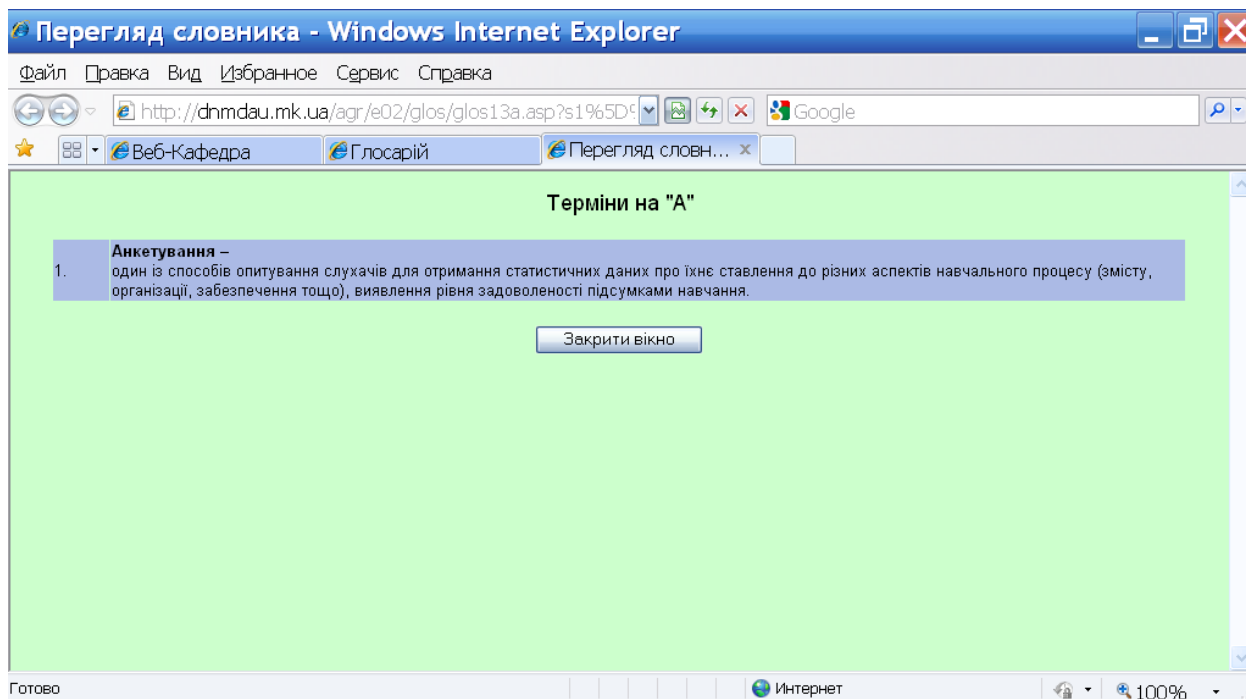 Перегляд словника - Windows Internet Explorer
Файл Правка Вид Избранное Сервис Справка
http://dnmdau.mk.ua/agr/e02/glos/glos13a.asp?s1%5D% Google
Веб-Кафедра Глосарій Перегляд словн...
Терміни на "А"
Анкетування –
1. один із способів опитування слухачів для отримання статистичних даних про їхнє ставлення до різних аспектів навчального процесу (змісту,
організації, забезпечення тощо), виявлення рівня задоволеності підсумками навчання.
Закрити вікно
Готово Интернет 100%